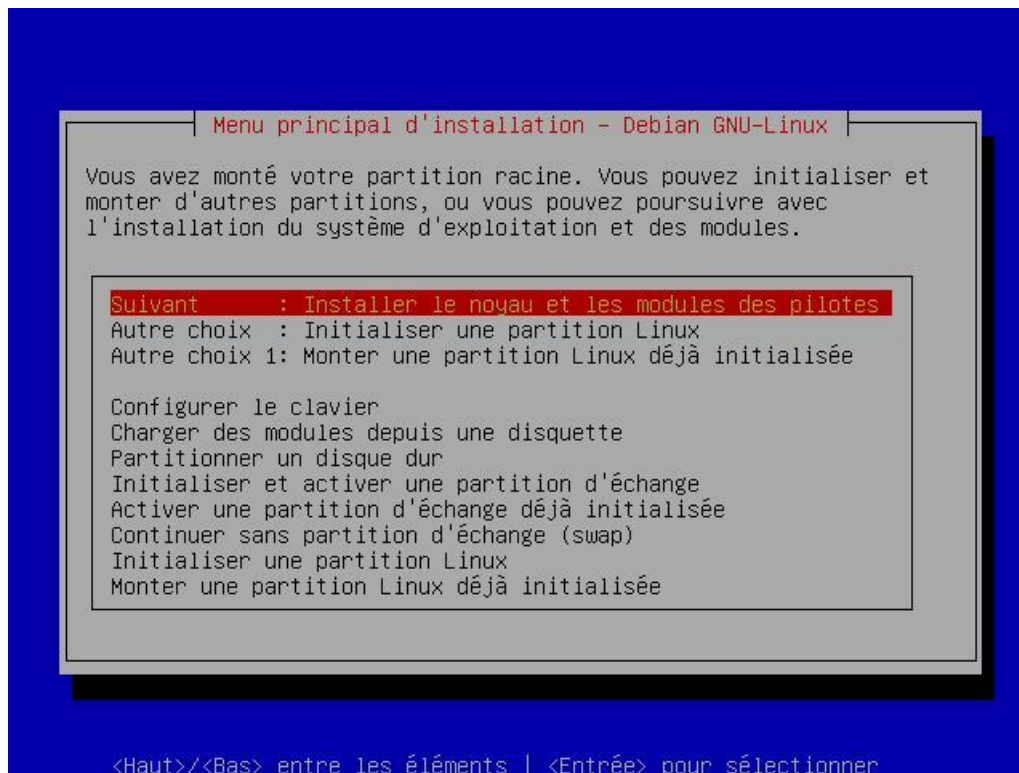 Menu principal d'installation – Debian GNU-Linux
Vous avez monté votre partition racine. Vous pouvez initialiser et
monter d'autres partitions, ou vous pouvez poursuivre avec
l'installation du système d'exploitation et des modules.
Suivant : Installer le noyau et les modules des pilotes
Autre choix : Initialiser une partition Linux
Autre choix 1: Monter une partition Linux déjà initialisée
Configurer le clavier
Charger des modules depuis une disquette
Partitionner un disque dur
Initialiser et activer une partition d'échange
Activer une partition d'échange déjà initialisée
Continuer sans partition d'échange (swap)
Initialiser une partition Linux
Monter une partition Linux déjà initialisée
<Haut>/<Bas> entre les éléments | <Entrée> pour sélectionner